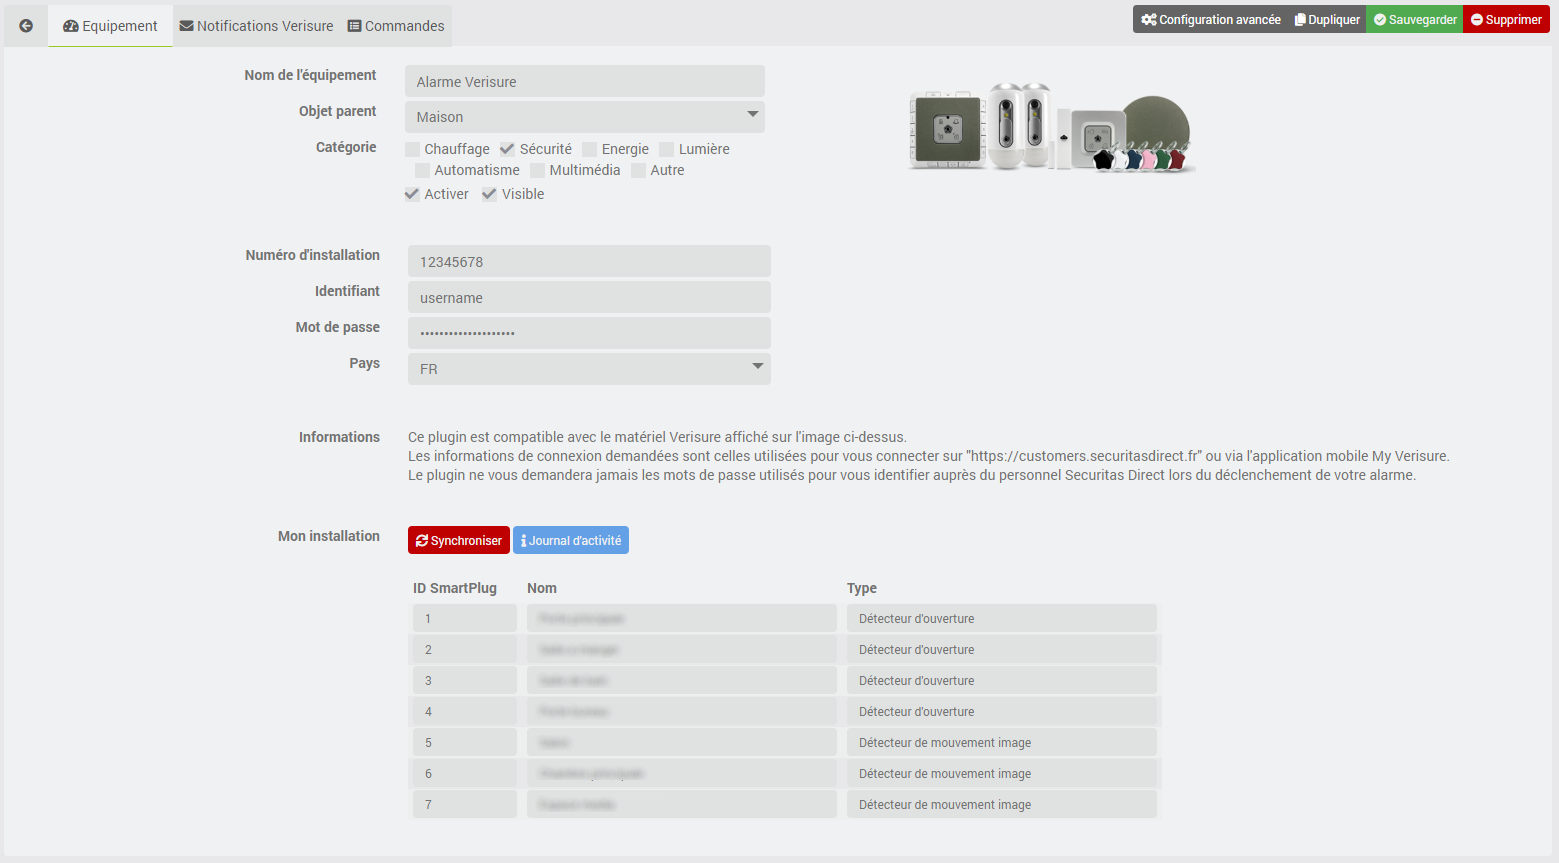 Equipement Notifications Verisure Commandes
Configuration avancée Dupliquer Sauvegarder Supprimer
Nom de l'équipement Alarme Verisure
Objet parent Maison
Catégorie Chauffage Sécurité Energie Lumière
Automatisme Multimédia Autre
Activer Visible
Numéro d'installation 12345678
Identifiant username
Mot de passe ••••••••••••••••••••
Pays FR
Informations Ce plugin est compatible avec le matériel Verisure affiché sur l'image ci-dessus.
Les informations de connexion demandées sont celles utilisées pour vous connecter sur "https://customers.securitasdirect.fr" ou via l'application mobile My Verisure.
Le plugin ne vous demandera jamais les mots de passe utilisés pour vous identifier auprès du personnel Securitas Direct lors du déclenchement de votre alarme.
Mon installation Synchroniser Journal d'activité
ID SmartPlug Nom Type
1 Détecteur d'ouverture
2 Détecteur d'ouverture
3 Détecteur d'ouverture
4 Détecteur d'ouverture
5 Détecteur de mouvement image
6 Détecteur de mouvement image
7 Détecteur de mouvement image